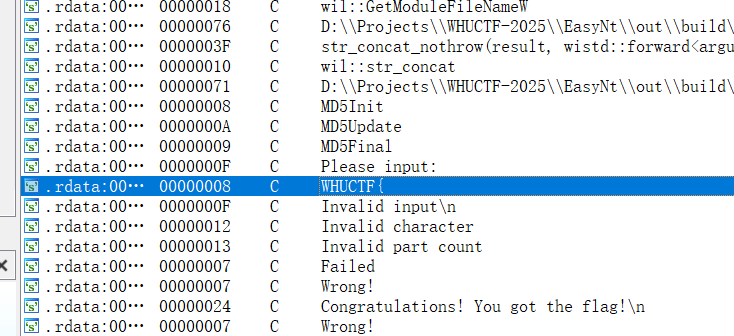 .rdata:00… 00000018 C wil::GetModuleFileNameW
.rdata:00… 00000076 C D:\\Projects\\WHUCTF-2025\\EasyNt\\out\\build\
.rdata:00… 0000003F C str_concat_nothrow(result, wistd::forward<argu
.rdata:00… 00000010 C wil::str_concat
.rdata:00… 00000071 C D:\\Projects\\WHUCTF-2025\\EasyNt\\out\\build\
.rdata:00… 00000008 C MD5Init
.rdata:00… 0000000A C MD5Update
.rdata:00… 00000009 C MD5Final
.rdata:00… 0000000F C Please input:
.rdata:00… 00000008 C WHUCTF{
.rdata:00… 0000000F C Invalid input\n
.rdata:00… 00000012 C Invalid character
.rdata:00… 00000013 C Invalid part count
.rdata:00… 00000007 C Failed
.rdata:00… 00000007 C Wrong!
.rdata:00… 00000024 C Congratulations! You got the flag!\n
.rdata:00… 00000007 C Wrong!